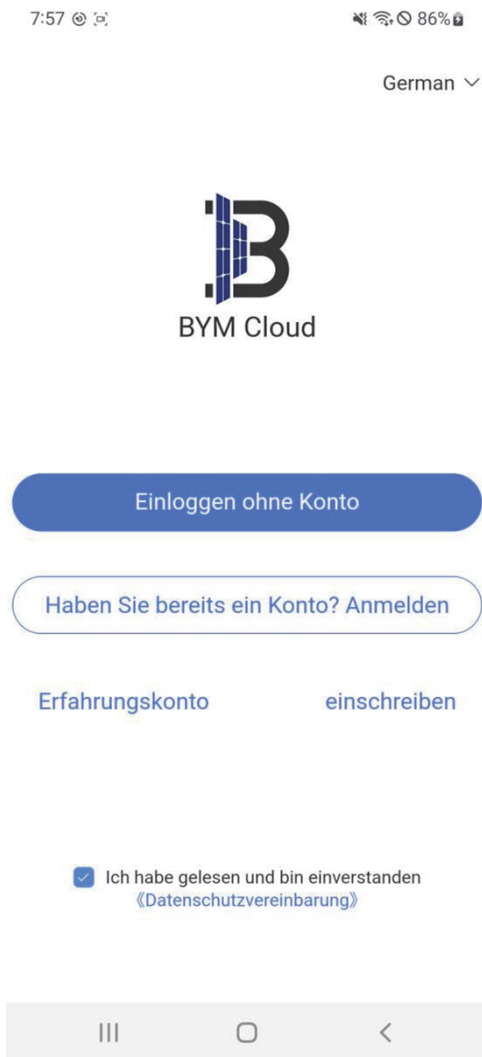 7:57
86%
German
BYM Cloud
Einloggen ohne Konto
Haben Sie bereits ein Konto? Anmelden
Erfahrungskonto
einschreiben
Ich habe gelesen und bin einverstanden
《Datenschutzvereinbarung》